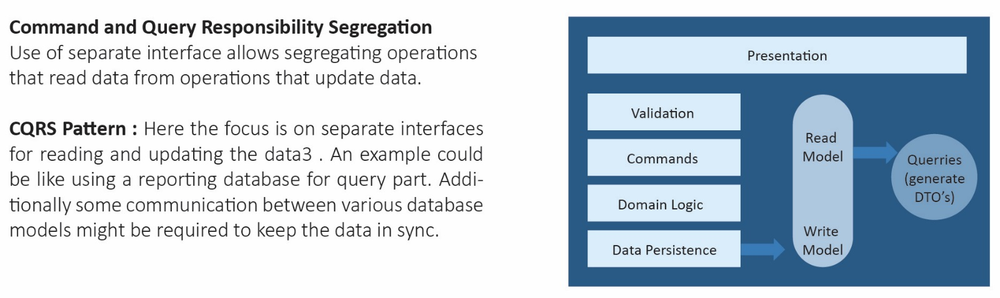 Command and Query Responsibility Segregation
Use of separate interface allows segregating operations
that read data from operations that update data.
CQRS Pattern : Here the focus is on separate interfaces
for reading and updating the data3 . An example could
be like using a reporting database for query part. Addi-
tionally some communication between various database
models might be required to keep the data in sync.
Presentation
Validation
Commands
Domain Logic
Data Persistence
Read
Model
Write
Model
Querries
(generate
DTO’s)